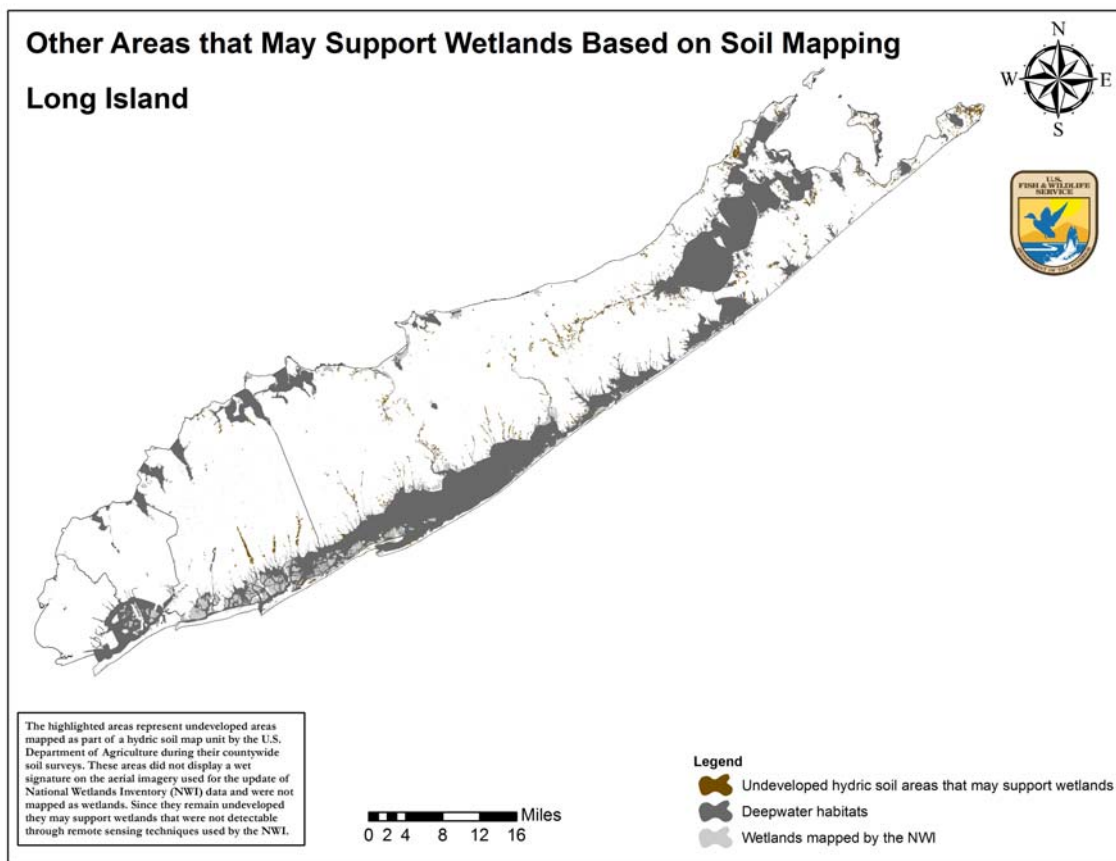 Other Areas that May Support Wetlands Based on Soil Mapping
Long Island
N
W E
S
U.S.
FISH & WILDLIFE
SERVICE
DEPARTMENT OF THE INTERIOR
The highlighted areas represent undeveloped areas
mapped as part of a hydric soil map unit by the U.S.
Department of Agriculture during their countywide
soil surveys. These areas did not display a wet
signature on the aerial imagery used for the update of
National Wetlands Inventory (NWI) data and were not
mapped as wetlands. Since they remain undeveloped
they may support wetlands that were not detectable
through remote sensing techniques used by the NWI.
Miles
0 2 4 8 12 16
Legend
Undeveloped hydric soil areas that may support wetlands
Deepwater habitats
Wetlands mapped by the NWI